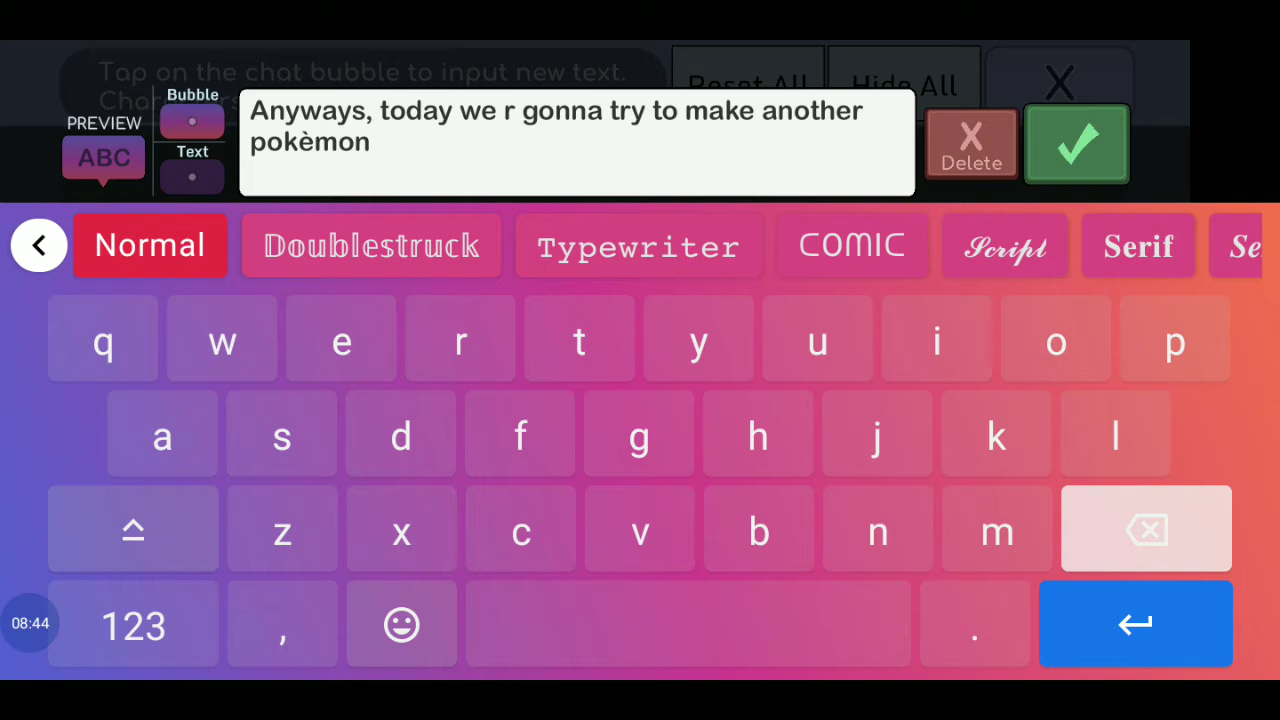 Tap on the chat bubble to input new text.
Reset All
Hide All
X
Bubble
PREVIEW
ABC
Text
Anyways, today we r gonna try to make another
pokèmon
X
Delete
Normal
𝔻𝕠𝕦𝕓𝕝𝕖𝕤𝕥𝕣𝕦𝕔𝕜
Typewriter
COMIC
Script
Serif
q w e r t y u i o p
a s d f g h j k l
z x c v b n m
08:44
123 , .